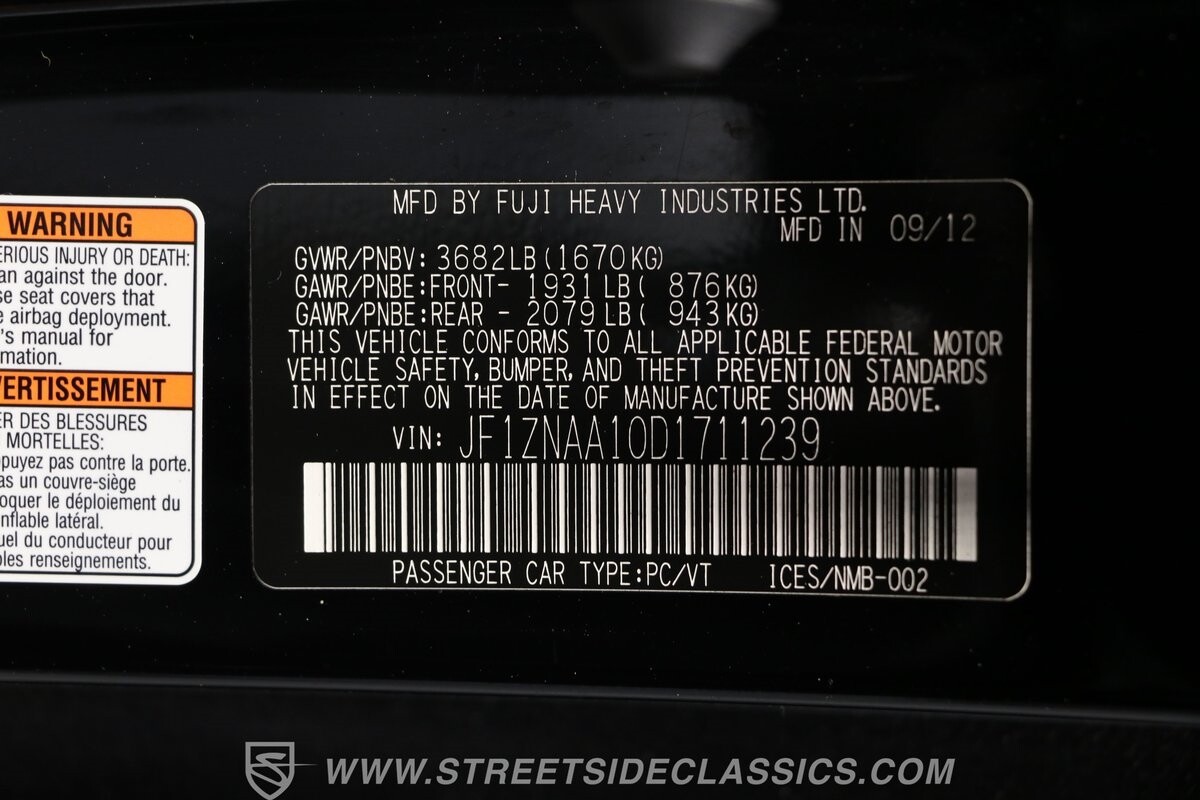 WARNING
ERIOUS INJURY OR DEATH:
an against the door.
se seat covers that
e airbag deployment.
's manual for
mation.
VERTISSEMENT
ER DES BLESSURES
MORTELLES:
puyez pas contre la porte.
as un couvre-siège
oquer le déploiement du
nflable latéral.
uel du conducteur pour
les renseignements.
MFD BY FUJI HEAVY INDUSTRIES LTD.
MFD IN 09/12
GVWR/PNBV: 3682LB(1670KG)
GAWR/PNBE:FRONT- 1931LB( 876KG)
GAWR/PNBE:REAR - 2079LB( 943KG)
THIS VEHICLE CONFORMS TO ALL APPLICABLE FEDERAL MOTOR
VEHICLE SAFETY, BUMPER, AND THEFT PREVENTION STANDARDS
IN EFFECT ON THE DATE OF MANUFACTURE SHOWN ABOVE.
VIN: JF1ZNAA10D1711239
PASSENGER CAR TYPE:PC/VT ICES/NMB-002
WWW.STREETSIDECLASSICS.COM